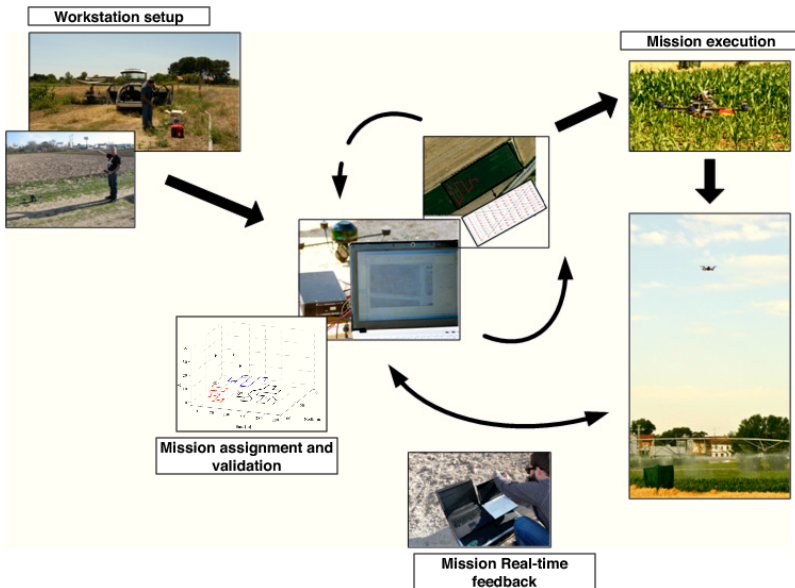 Workstation setup
Mission execution
Mission assignment and
validation
Mission Real-time
feedback